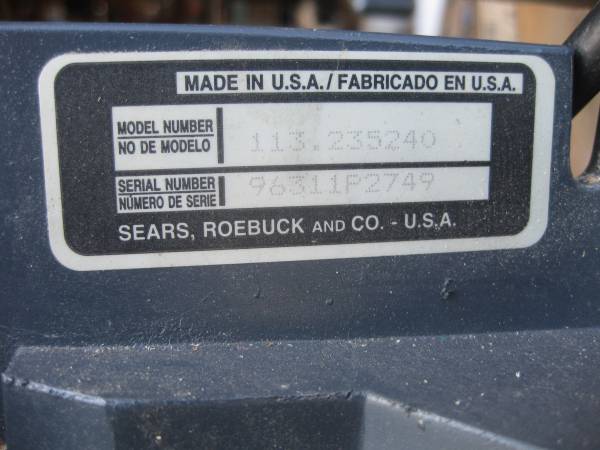 MADE IN U.S.A./FABRICADO EN U.S.A.
MODEL NUMBER
NO DE MODELO
113.235240
SERIAL NUMBER
NÚMERO DE SERIE
96311P2749
SEARS, ROEBUCK AND CO. - U.S.A.